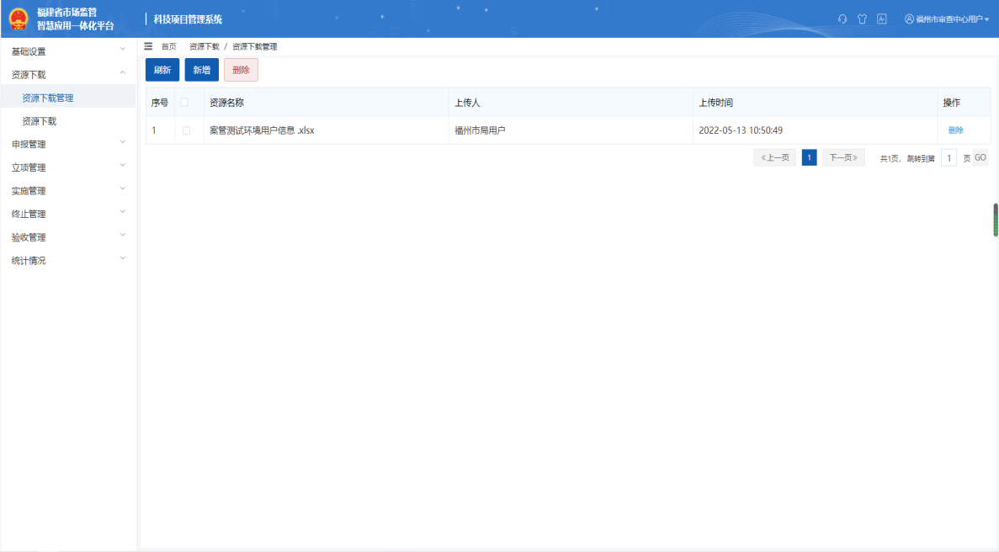 福建省市场监管
智慧应用一体化平台
科技项目管理系统
福州市审查中心用户
基础设置
资源下载
资源下载管理
资源下载
申报管理
立项管理
实施管理
终止管理
验收管理
统计情况
首页 资源下载 / 资源下载管理
刷新 新增 删除
序号 资源名称 上传人 上传时间 操作
1 案管测试环境用户信息 .xlsx 福州市局用户 2022-05-13 10:50:49 删除
《上一页 1 下一页》 共1页, 跳转到第 1 页 GO